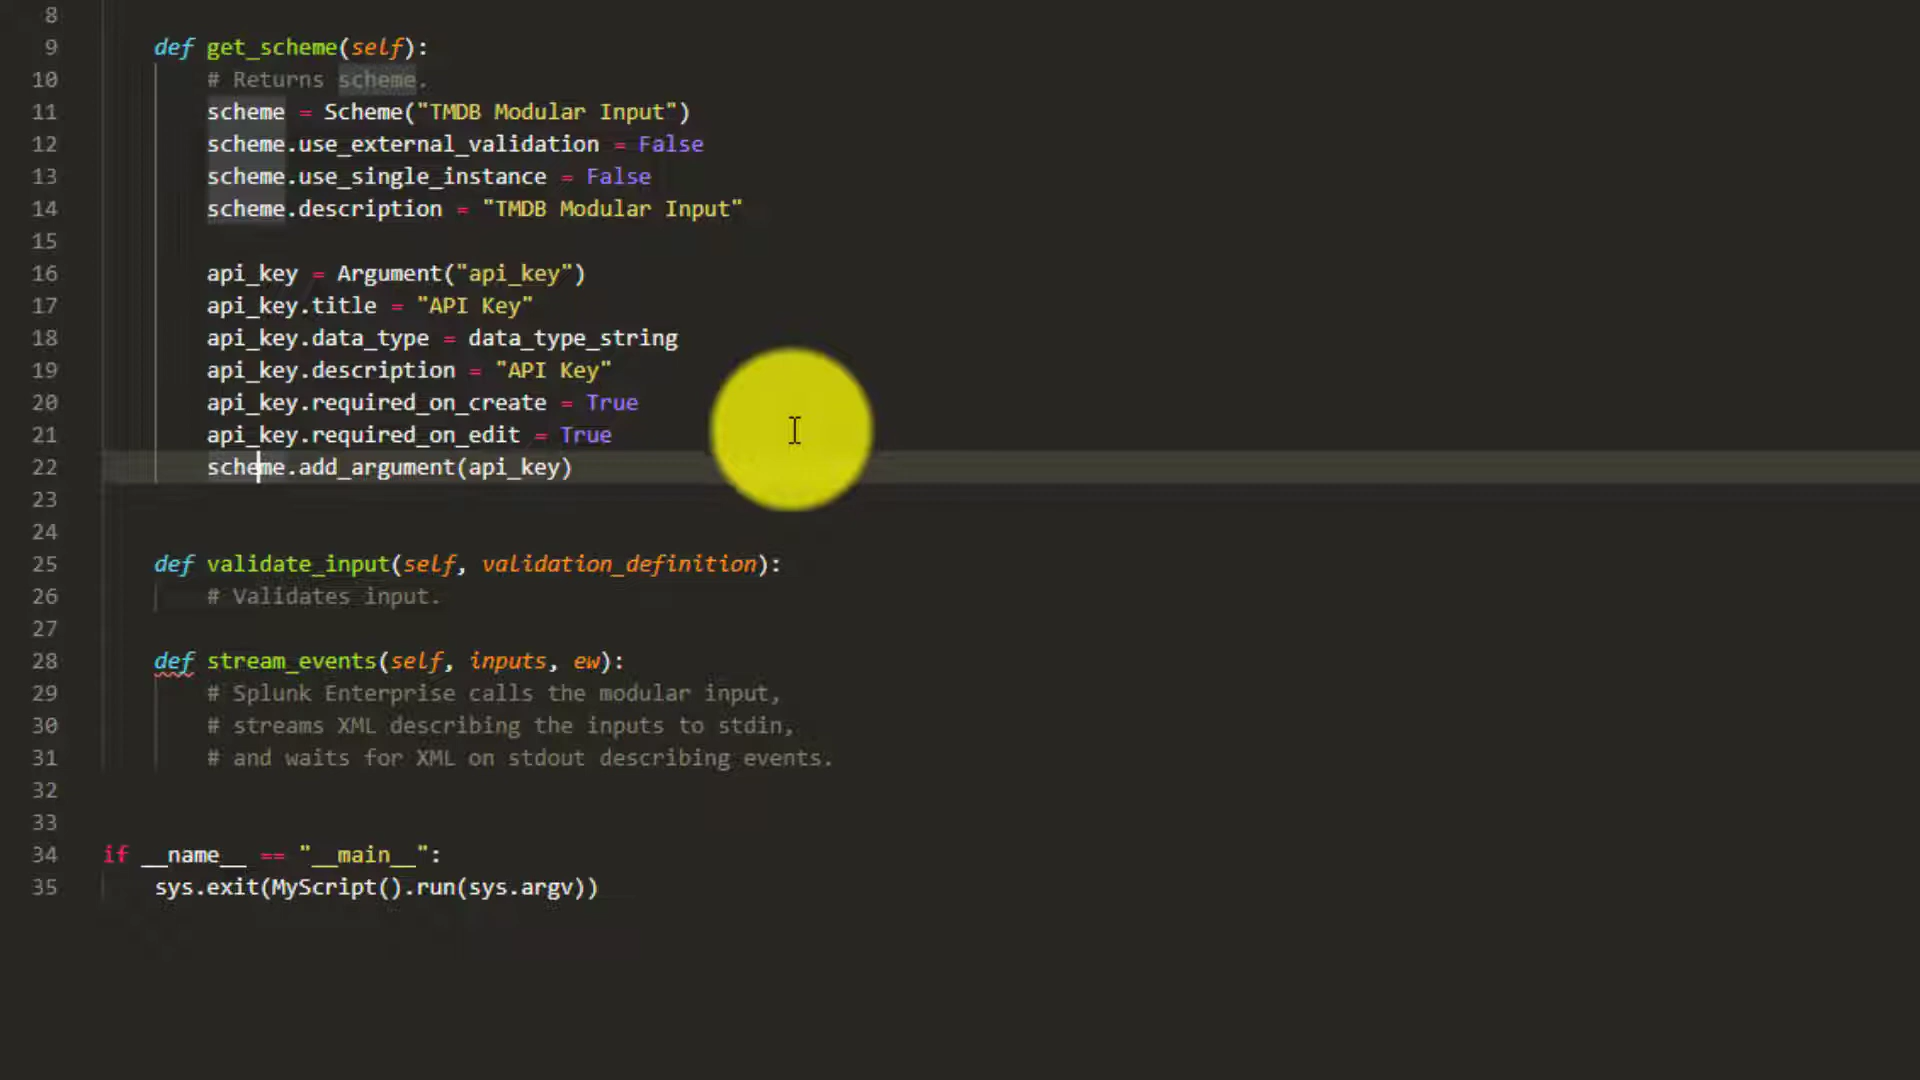 8
9 def get_scheme(self):
10 # Returns scheme.
11 scheme = Scheme("TMDB Modular Input")
12 scheme.use_external_validation = False
13 scheme.use_single_instance = False
14 scheme.description = "TMDB Modular Input"
15
16 api_key = Argument("api_key")
17 api_key.title = "API Key"
18 api_key.data_type = data_type_string
19 api_key.description = "API Key"
20 api_key.required_on_create = True
21 api_key.required_on_edit = True
22 scheme.add_argument(api_key)
23
24
25 def validate_input(self, validation_definition):
26 # Validates input.
27
28 def stream_events(self, inputs, ew):
29 # Splunk Enterprise calls the modular input,
30 # streams XML describing the inputs to stdin,
31 # and waits for XML on stdout describing events.
32
33
34 if __name__ == "__main__":
35 sys.exit(MyScript().run(sys.argv))